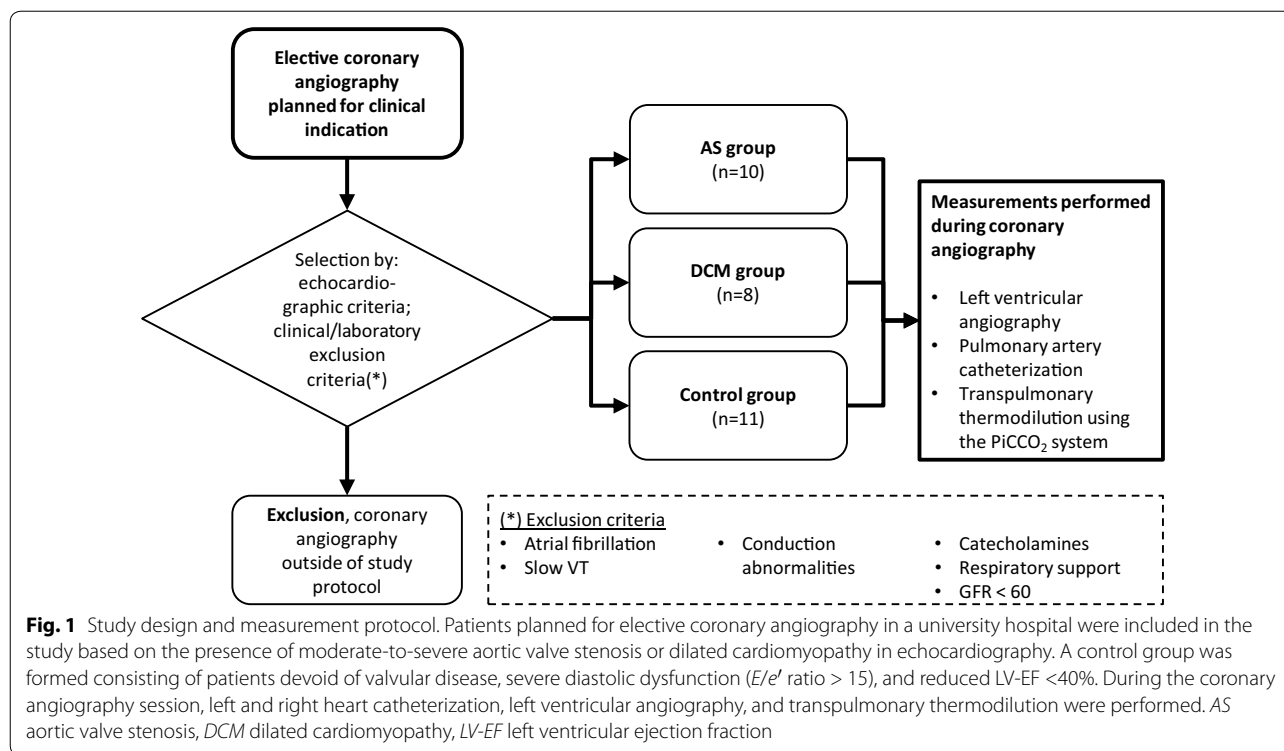 Elective coronary
angiography
planned for clinical
indication
Selection by:
echocardio-
graphic criteria;
clinical/laboratory
exclusion
criteria(*)
Exclusion, coronary
angiography
outside of study
protocol
AS group
(n=10)
DCM group
(n=8)
Control group
(n=11)
Measurements performed
during coronary
angiography
• Left ventricular
angiography
• Pulmonary artery
catheterization
• Transpulmonary
thermodilution using
the PiCCO₂ system
(*) Exclusion criteria
• Atrial fibrillation
• Slow VT
• Conduction
abnormalities
• Catecholamines
• Respiratory support
• GFR < 60
Fig. 1 Study design and measurement protocol. Patients planned for elective coronary angiography in a university hospital were included in the
study based on the presence of moderate-to-severe aortic valve stenosis or dilated cardiomyopathy in echocardiography. A control group was
formed consisting of patients devoid of valvular disease, severe diastolic dysfunction (E/e′ ratio > 15), and reduced LV-EF <40%. During the coronary
angiography session, left and right heart catheterization, left ventricular angiography, and transpulmonary thermodilution were performed. AS
aortic valve stenosis, DCM dilated cardiomyopathy, LV-EF left ventricular ejection fraction